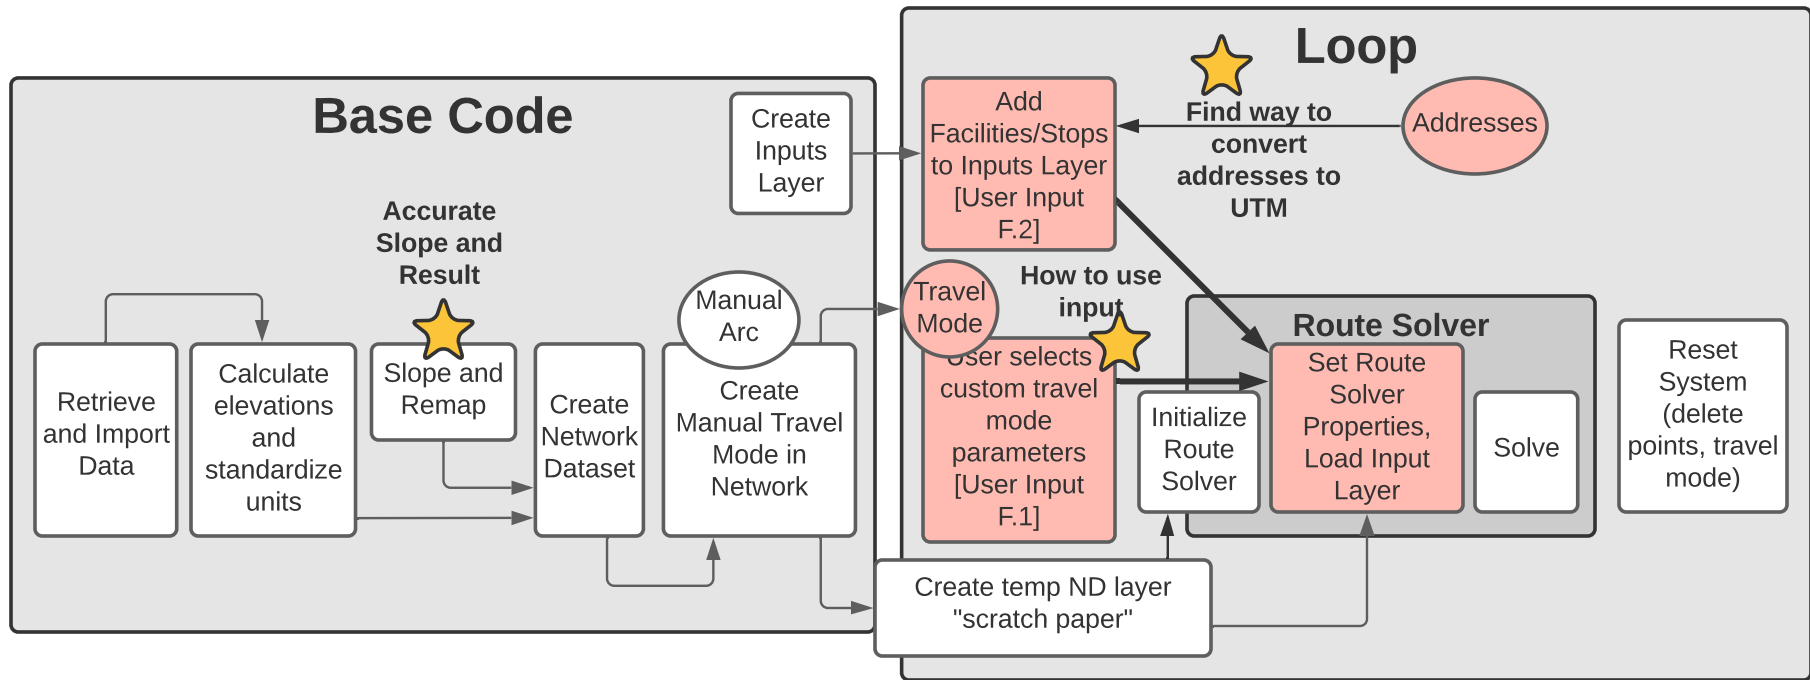 Base Code
Create
Inputs
Layer
Accurate
Slope and
Result
Manual
Arc
Retrieve
and Import
Data
Calculate
elevations
and
standardize
units
Slope and
Remap
Create
Network
Dataset
Create
Manual Travel
Mode in
Network
Loop
Add
Facilities/Stops
to Inputs Layer
[User Input
F.2]
Find way to
convert
addresses to
UTM
Addresses
Travel
Mode
How to use
input
User selects
custom travel
mode
parameters
[User Input
F.1]
Route Solver
Initialize
Route
Solver
Set Route
Solver
Properties,
Load Input
Layer
Solve
Reset
System
(delete
points, travel
mode)
Create temp ND layer
"scratch paper"